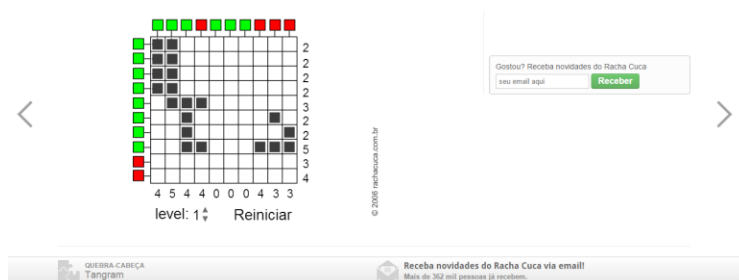 Gostou? Receba novidades do Racha Cuca
seu email aqui
Receber
2
2
2
2
3
2
2
5
3
4
4 5 4 4 0 0 0 4 3 3
level: 1 Reiniciar
© 2006 rachacuca.com.br
QUEBRA-CABEÇA
Tangram
Receba novidades do Racha Cuca via email!
Mais de 362 mil pessoas já recebem.